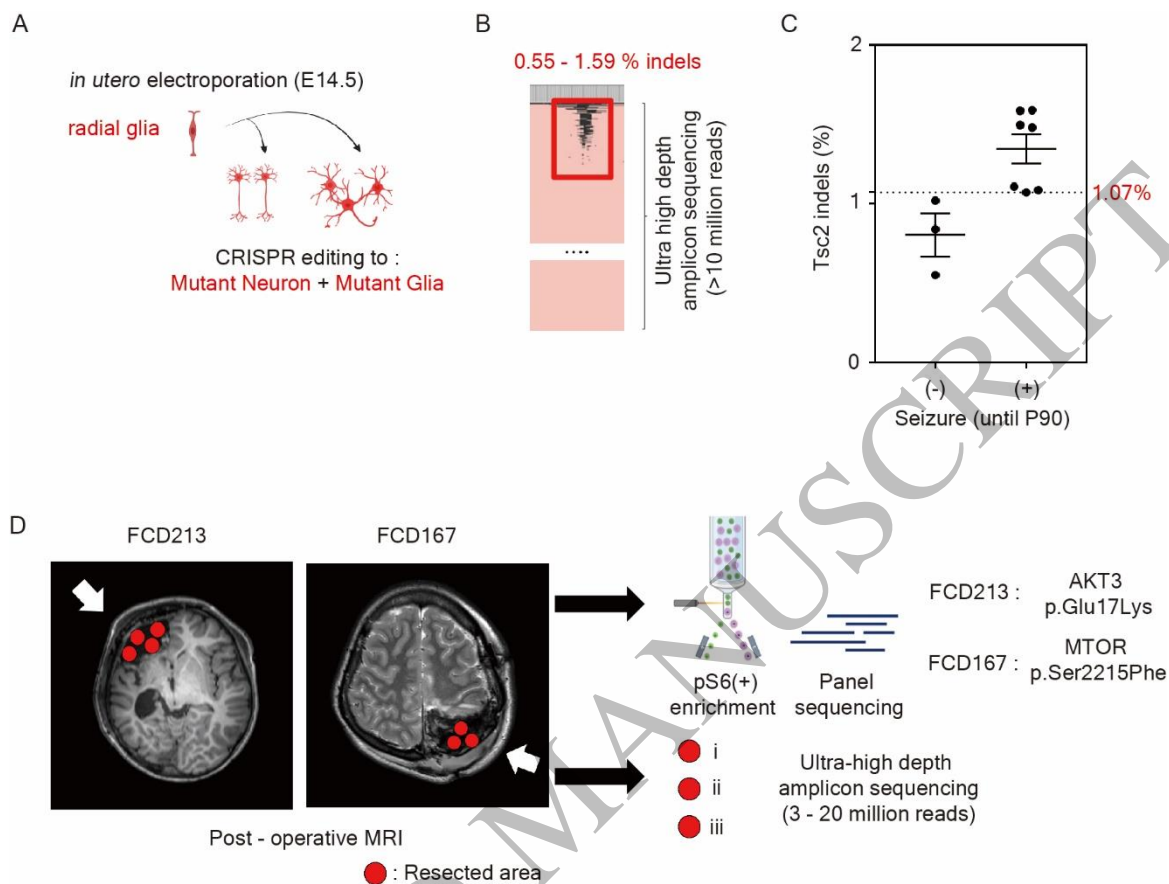 A
in utero electroporation (E14.5)
radial glia
CRISPR editing to :
Mutant Neuron + Mutant Glia
B
0.55 - 1.59 % indels
Ultra high depth
amplicon sequencing
(>10 million reads)
....
C
2
1
0
Tsc2 indels (%)
1.07%
(-)
(+)
Seizure (until P90)
D
FCD213
FCD167
Post - operative MRI
: Resected area
pS6(+)
enrichment
Panel
sequencing
FCD213 :
AKT3
p.Glu17Lys
FCD167 :
MTOR
p.Ser2215Phe
i
ii
iii
Ultra-high depth
amplicon sequencing
(3 - 20 million reads)
MANUSCRIPT